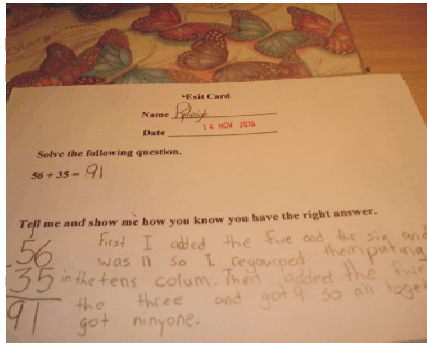 *Exit Card
Name Ryleigh
Date 16 NOV 2010
Solve the following question.
56 + 35 = 91
Tell me and show me how you know you have the right answer.
56
35
91
First I added the five and the six and
was 11 so I regourped them puting
in the tens colum. Then added the five
the three and got 9 so all toget
got ninyone.